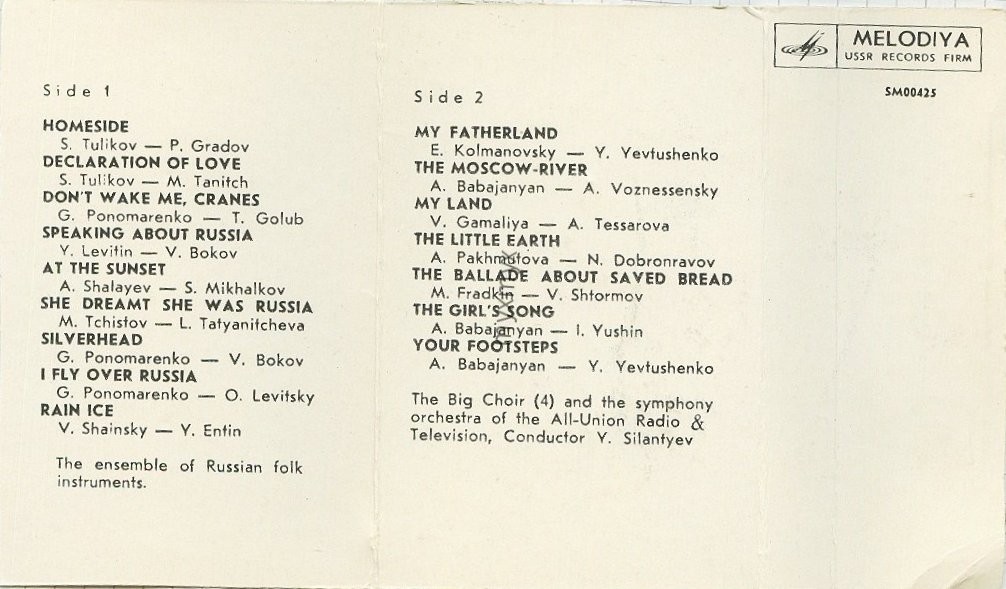 Side 1
HOMESIDE
S. Tulikov — P. Gradov
DECLARATION OF LOVE
S. Tulikov — M. Tanitch
DON'T WAKE ME, CRANES
G. Ponomarenko — T. Golub
SPEAKING ABOUT RUSSIA
Y. Levitin — V. Bokov
AT THE SUNSET
A. Shalayev — S. Mikhalkov
SHE DREAMT SHE WAS RUSSIA
M. Tchistov — L. Tatyanitcheva
SILVERHEAD
G. Ponomarenko — V. Bokov
I FLY OVER RUSSIA
G. Ponomarenko — O. Levitsky
RAIN ICE
V. Shainsky — Y. Entin
The ensemble of Russian folk
instruments.
Side 2
MY FATHERLAND
E. Kolmanovsky — Y. Yevtushenko
THE MOSCOW-RIVER
A. Babajanyan — A. Voznessensky
MY LAND
V. Gamaliya — A. Tessarova
THE LITTLE EARTH
A. Pakhmutova — N. Dobronravov
THE BALLADE ABOUT SAVED BREAD
M. Fradkin — V. Shtormov
THE GIRL'S SONG
A. Babajanyan — I. Yushin
YOUR FOOTSTEPS
A. Babajanyan — Y. Yevtushenko
The Big Choir (4) and the symphony
orchestra of the All-Union Radio &
Television, Conductor Y. Silantyev
MELODIYA
USSR RECORDS FIRM
SM00425